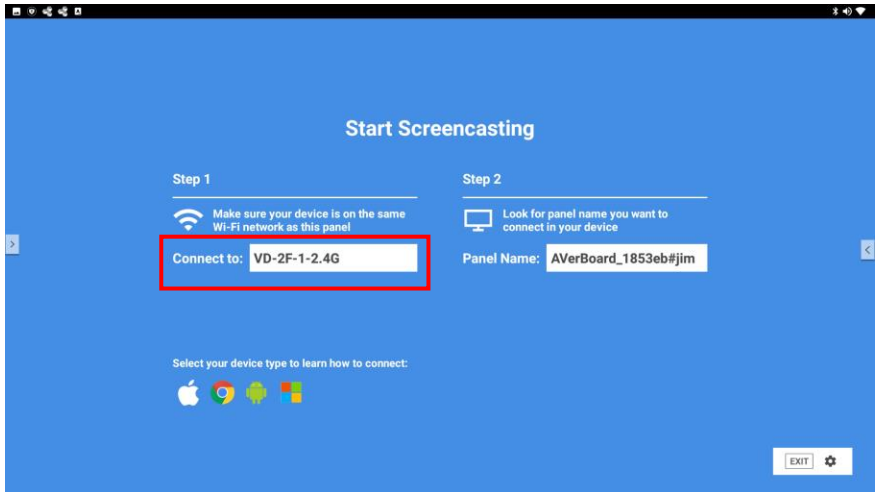 Start Screencasting
Step 1
Make sure your device is on the same
Wi-Fi network as this panel
Connect to: VD-2F-1-2.4G
Step 2
Look for panel name you want to
connect in your device
Panel Name: AVerBoard_1853eb#jim
Select your device type to learn how to connect:
EXIT